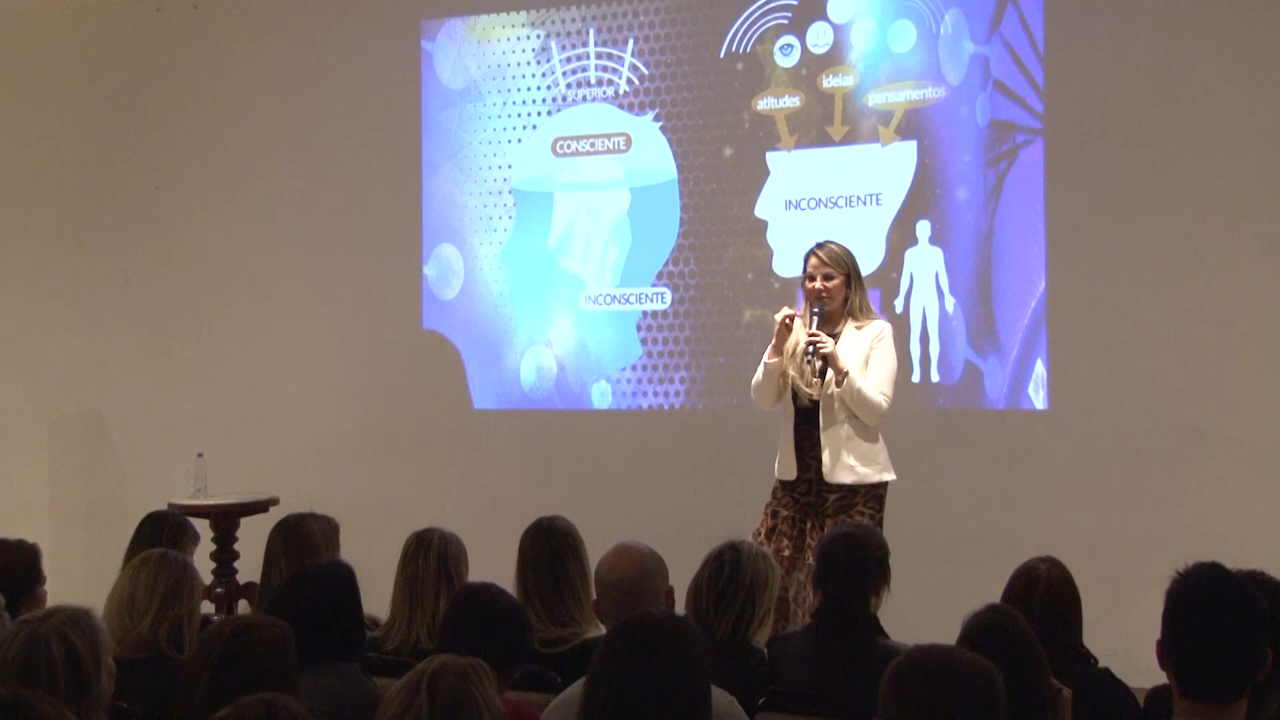 SUPERIOR
CONSCIENTE
INCONSCIENTE
ideias
atitudes
pensamentos
INCONSCIENTE